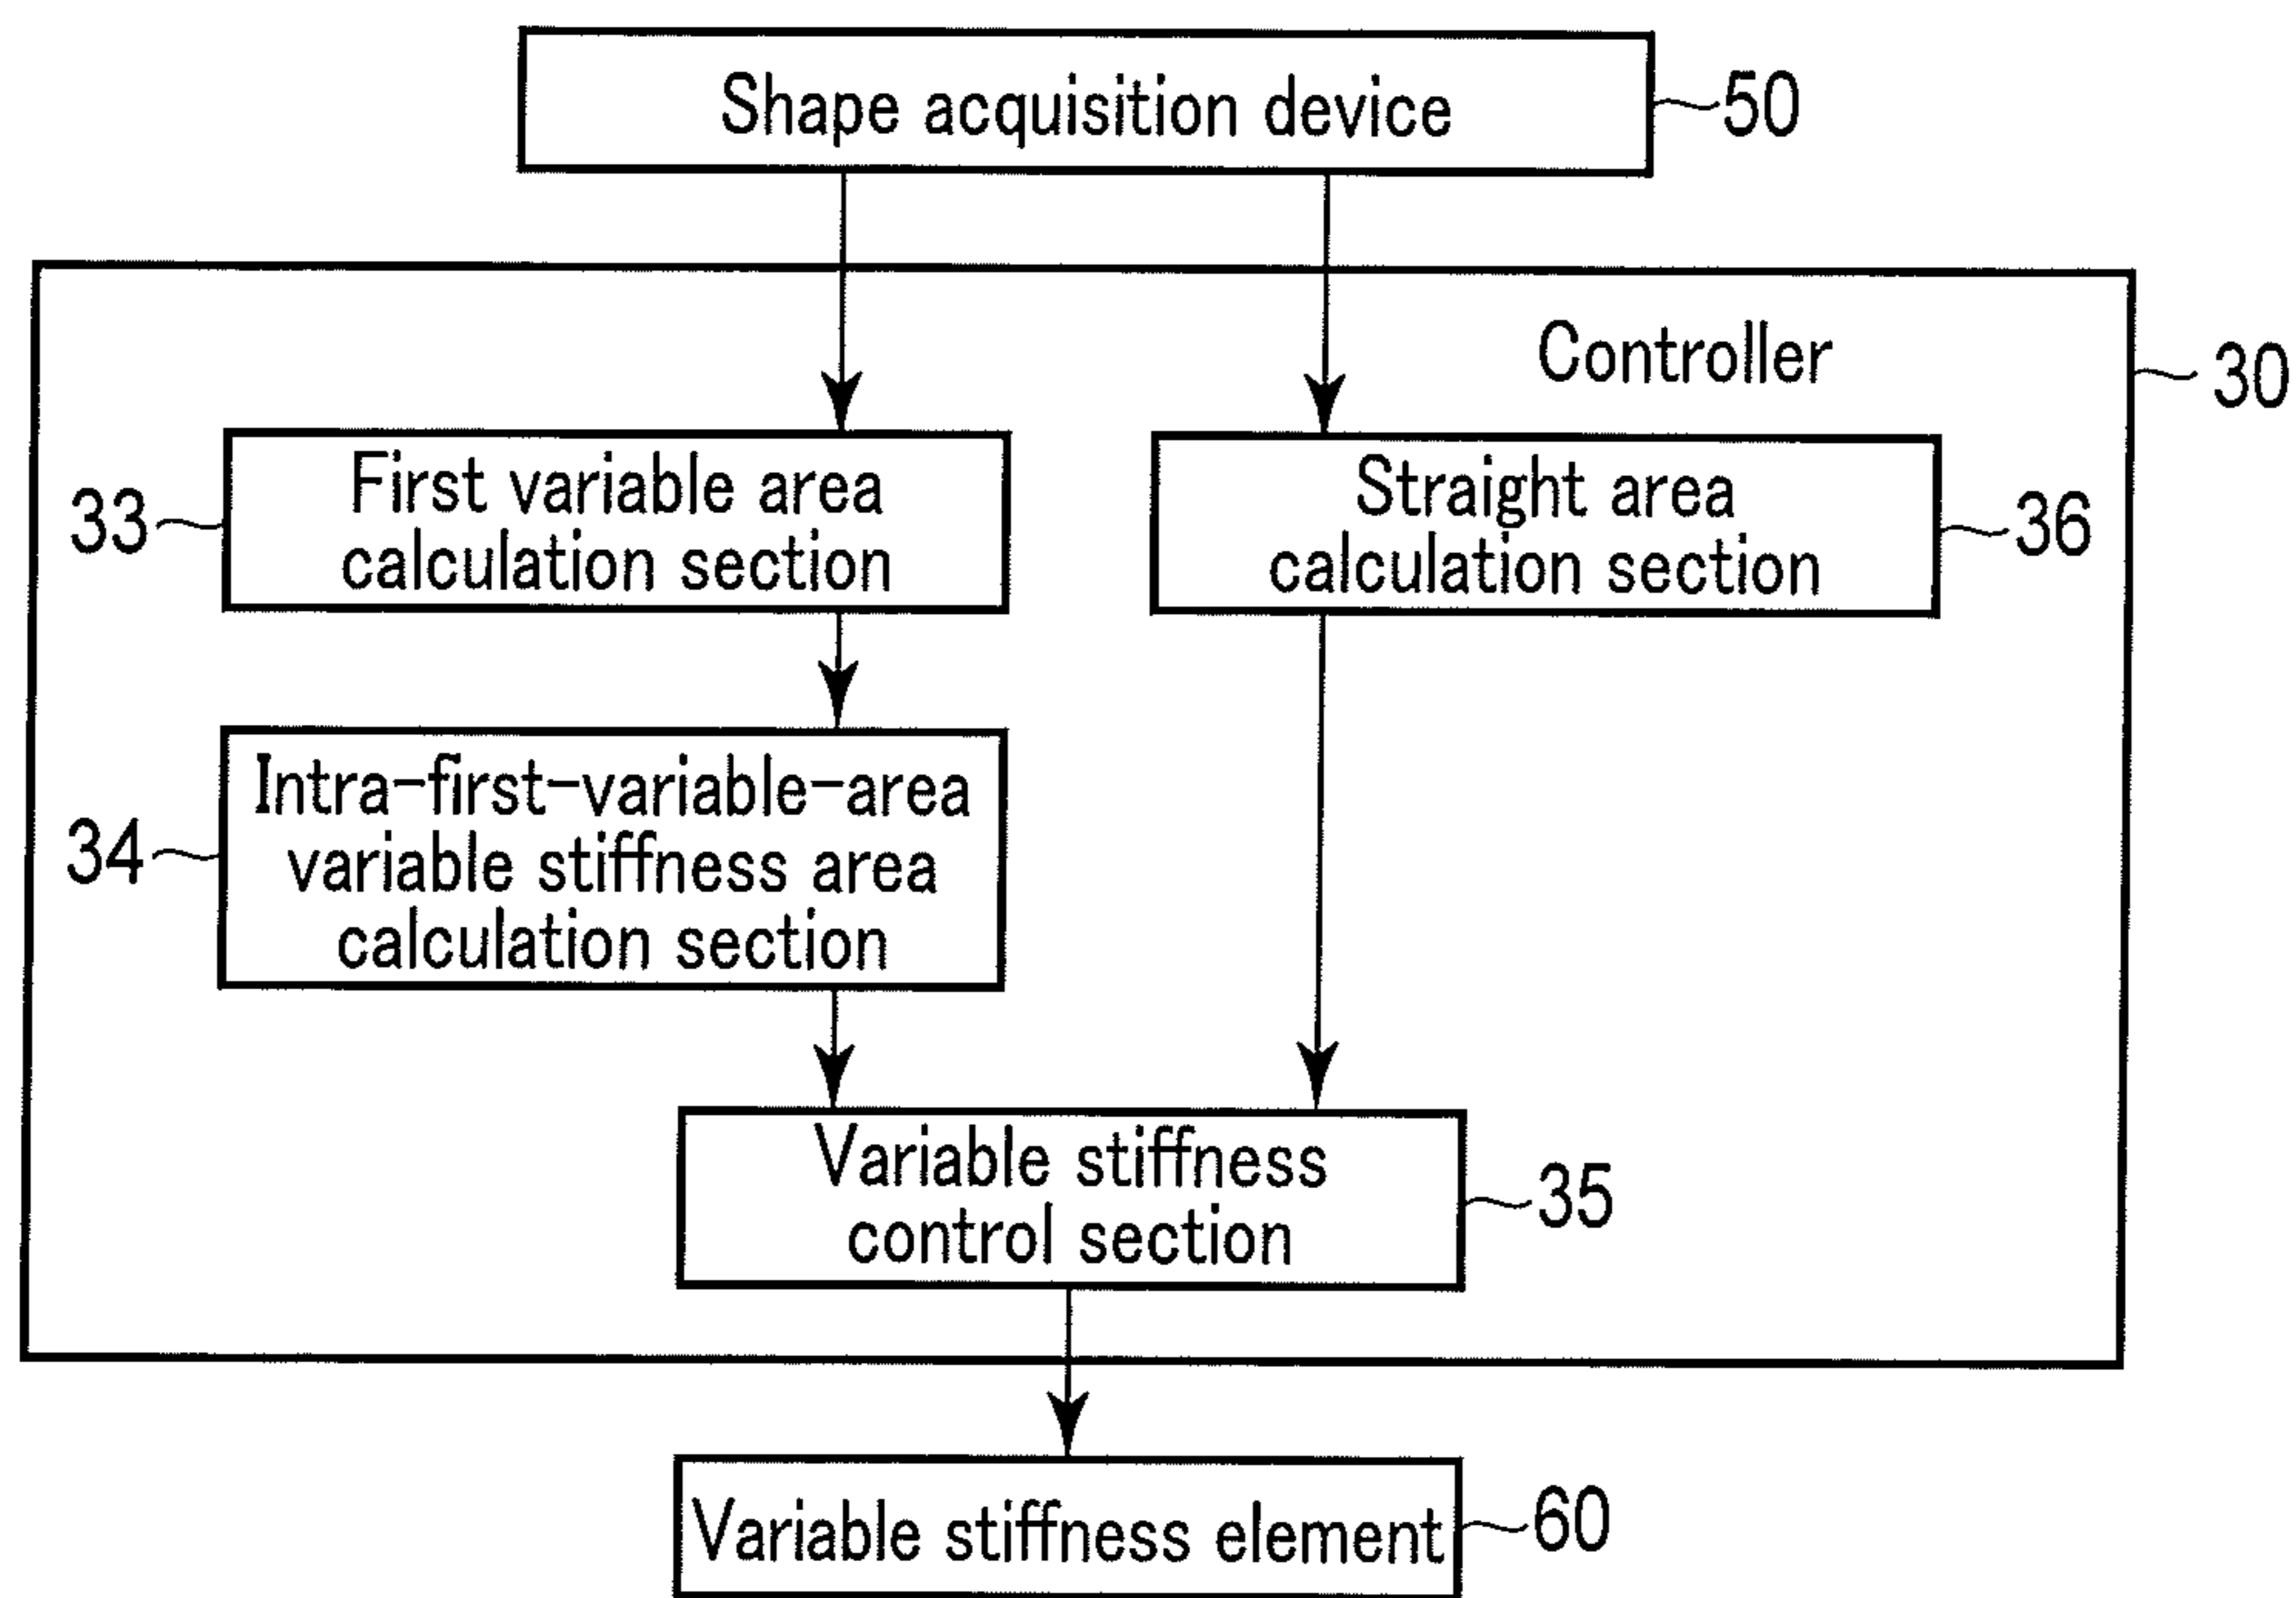 Shape acquisition device
50
Controller
30
First variable area
calculation section
33
Straight area
calculation section
36
Intra-first-variable-area
variable stiffness area
calculation section
34
Variable stiffness
control section
35
Variable stiffness element
60